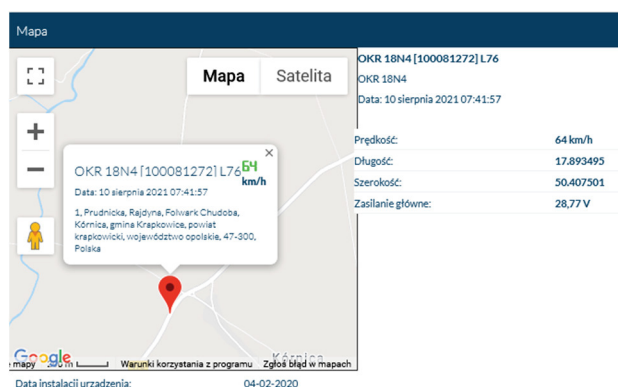 Mapa
Mapa Satelita
OKR 18N4 [100081272] L76 64
km/h
Data: 10 sierpnia 2021 07:41:57
1, Prudnicka, Rajdyna, Folwark Chudoba,
Kórnica, gmina Krapkowice, powiat
krapkowicki, województwo opolskie, 47-300,
Polska
Google
mapy Warunki korzystania z programu Zgłoś błąd w mapach
OKR 18N4 [100081272] L76
OKR 18N4
Data: 10 sierpnia 2021 07:41:57
Prędkość: 64 km/h
Długość: 17.893495
Szerokość: 50.407501
Zasilanie główne: 28,77 V
Data instalacji urządzenia: 04-02-2020